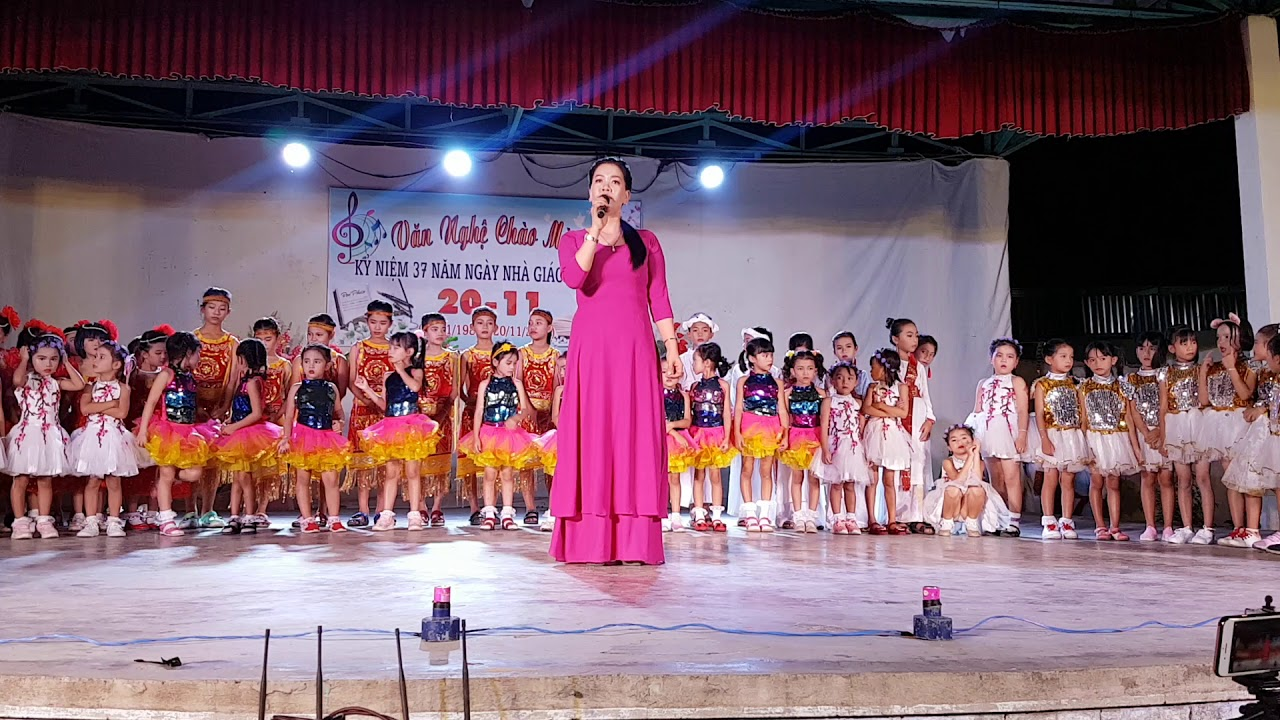 Văn Nghệ Chào
KỶ NIỆM 37 NĂM NGÀY NHÀ GIÁO
20-11